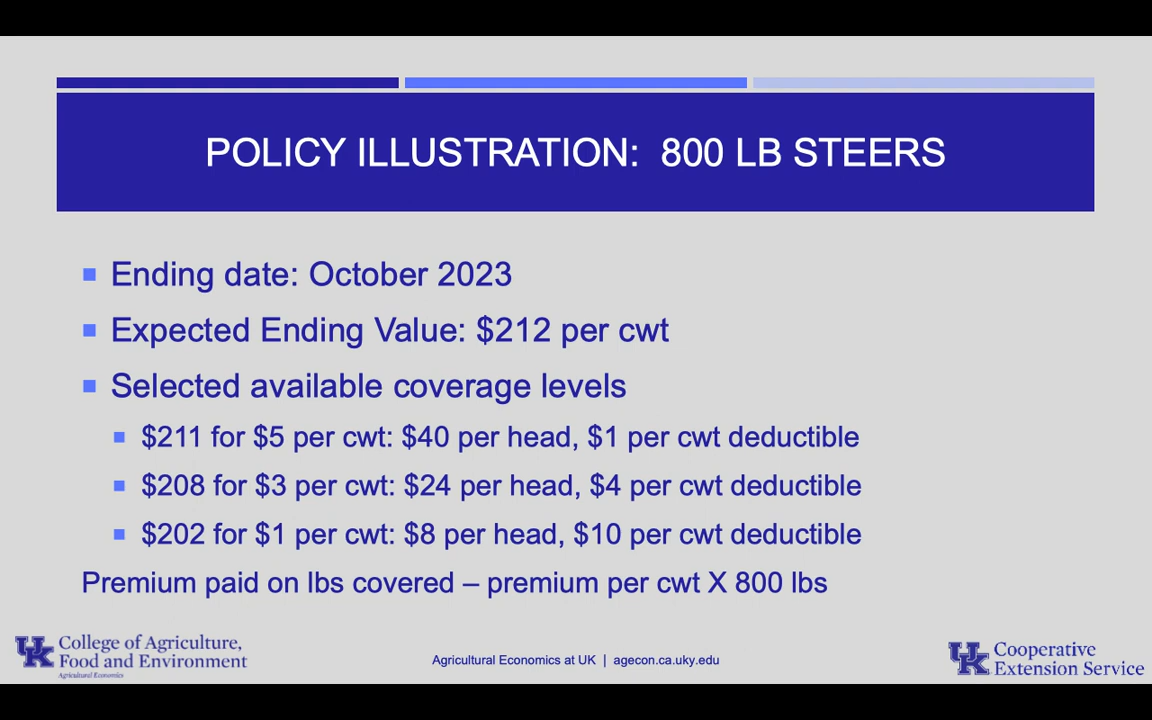 POLICY ILLUSTRATION: 800 LB STEERS
Ending date: October 2023
Expected Ending Value: $212 per cwt
Selected available coverage levels
$211 for $5 per cwt: $40 per head, $1 per cwt deductible
$208 for $3 per cwt: $24 per head, $4 per cwt deductible
$202 for $1 per cwt: $8 per head, $10 per cwt deductible
Premium paid on lbs covered – premium per cwt X 800 lbs
UK College of Agriculture,
Food and Environment
Agricultural Economics
Agricultural Economics at UK | agecon.ca.uky.edu
UK Cooperative
Extension Service